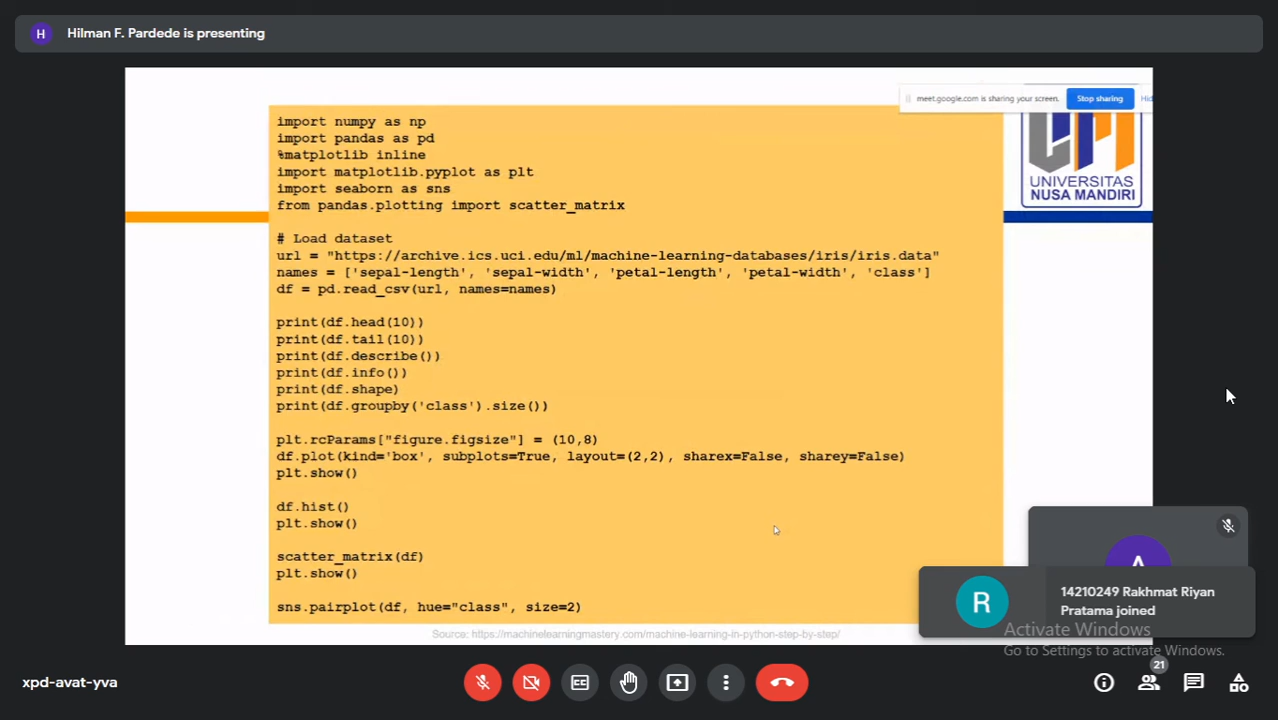 H
Hilman F. Pardede is presenting
meet.google.com is sharing your screen.
Stop sharing
Hid
UNIVERSITAS
NUSA MANDIRI
import numpy as np
import pandas as pd
%matplotlib inline
import matplotlib.pyplot as plt
import seaborn as sns
from pandas.plotting import scatter_matrix
# Load dataset
url = "https://archive.ics.uci.edu/ml/machine-learning-databases/iris/iris.data"
names = ['sepal-length', 'sepal-width', 'petal-length', 'petal-width', 'class']
df = pd.read_csv(url, names=names)
print(df.head(10))
print(df.tail(10))
print(df.describe())
print(df.info())
print(df.shape)
print(df.groupby('class').size())
plt.rcParams["figure.figsize"] = (10,8)
df.plot(kind='box', subplots=True, layout=(2,2), sharex=False, sharey=False)
plt.show()
df.hist()
plt.show()
scatter_matrix(df)
plt.show()
sns.pairplot(df, hue="class", size=2)
Source: https://machinelearningmastery.com/machine-learning-in-python-step-by-step/
A
R
14210249 Rakhmat Riyan
Pratama joined
Activate Windows
Go to Settings to activate Windows.
xpd-avat-yva
CC
21